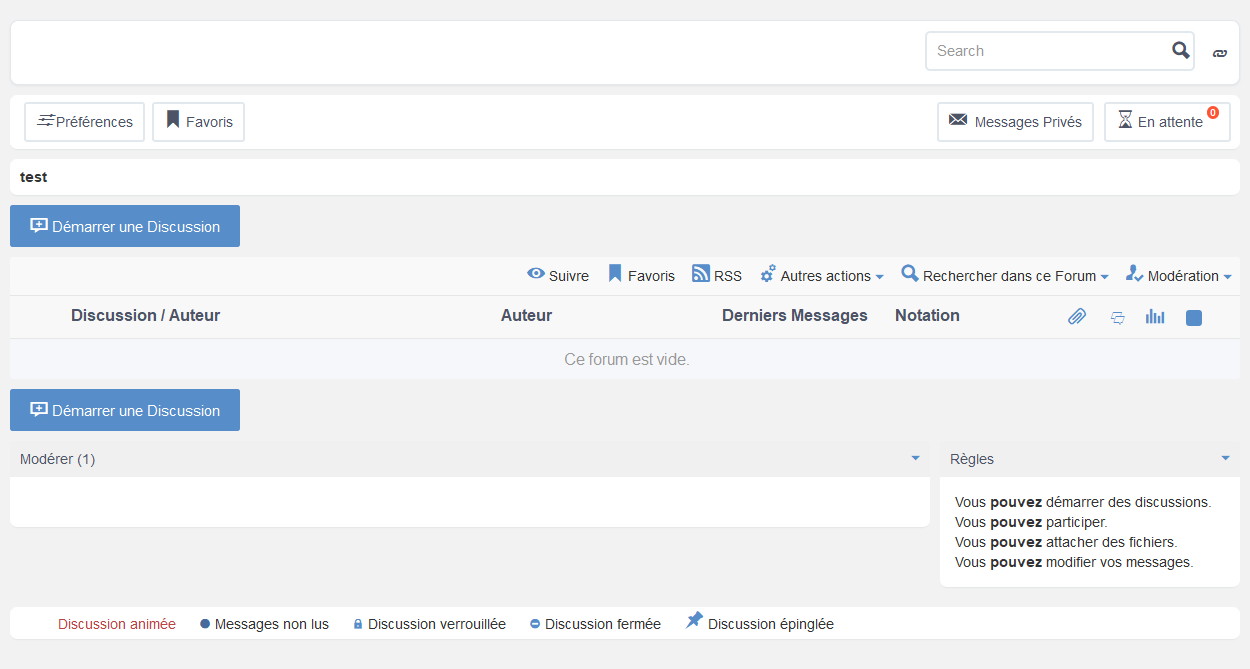 Search
Préférences Favoris Messages Privés En attente 0
test
Démarrer une Discussion
Suivre Favoris RSS Autres actions Rechercher dans ce Forum Modération
Discussion / Auteur Auteur Derniers Messages Notation
Ce forum est vide.
Démarrer une Discussion
Modérer (1)
Règles
Vous pouvez démarrer des discussions.
Vous pouvez participer.
Vous pouvez attacher des fichiers.
Vous pouvez modifier vos messages.
Discussion animée Messages non lus Discussion verrouillée Discussion fermée Discussion épinglée